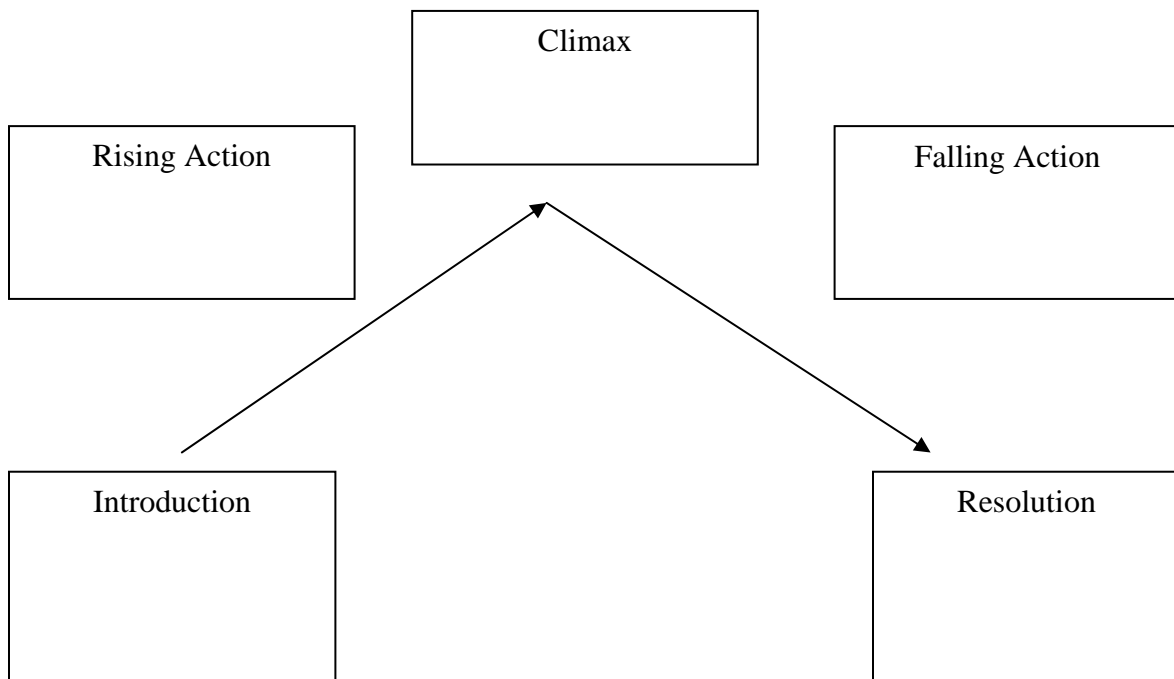 Climax
Rising Action
Falling Action
Introduction
Resolution